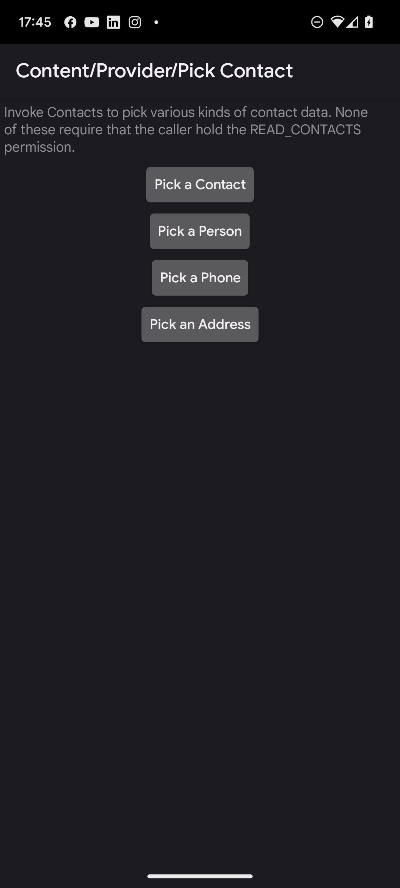 17:45
Content/Provider/Pick Contact
Invoke Contacts to pick various kinds of contact data. None
of these require that the caller hold the READ_CONTACTS
permission.
Pick a Contact
Pick a Person
Pick a Phone
Pick an Address